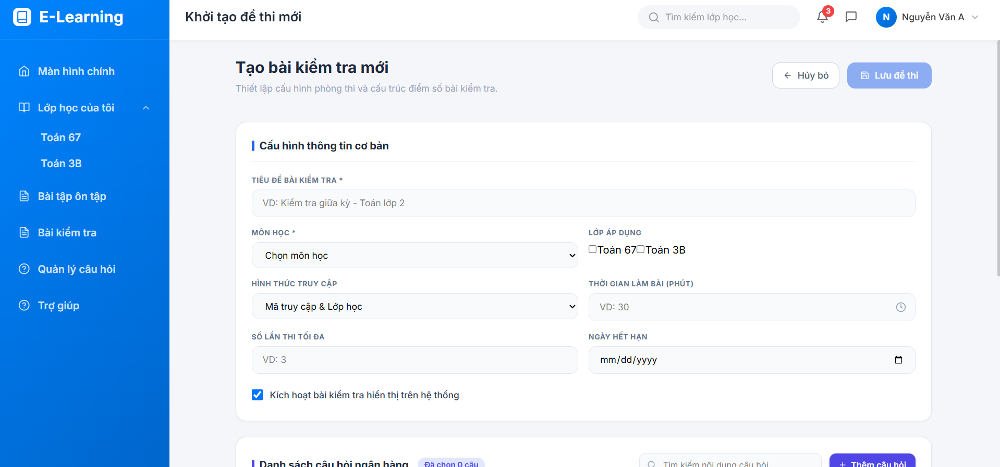 E-Learning
Khởi tạo đề thi mới
Tìm kiếm lớp học...
3
N
Nguyễn Văn A
Màn hình chính
Lớp học của tôi
Toán 67
Toán 3B
Bài tập ôn tập
Bài kiểm tra
Quản lý câu hỏi
Trợ giúp
Tạo bài kiểm tra mới
Thiết lập cấu hình phòng thi và cấu trúc điểm số bài kiểm tra.
Hủy bỏ
Lưu đề thi
Cấu hình thông tin cơ bản
TIÊU ĐỀ BÀI KIỂM TRA *
VD: Kiểm tra giữa kỳ - Toán lớp 2
MÔN HỌC *
LỚP ÁP DỤNG
Chọn môn học
Toán 67 Toán 3B
HÌNH THỨC TRUY CẬP
THỜI GIAN LÀM BÀI (PHÚT)
Mã truy cập & Lớp học
VD: 30
SỐ LẦN THI TỐI ĐA
NGÀY HẾT HẠN
VD: 3
mm/dd/yyyy
Kích hoạt bài kiểm tra hiển thị trên hệ thống
Danh sách câu hỏi ngân hàng
Đã chọn 0 câu
Tìm kiếm nội dung câu hỏi
+ Thêm câu hỏi